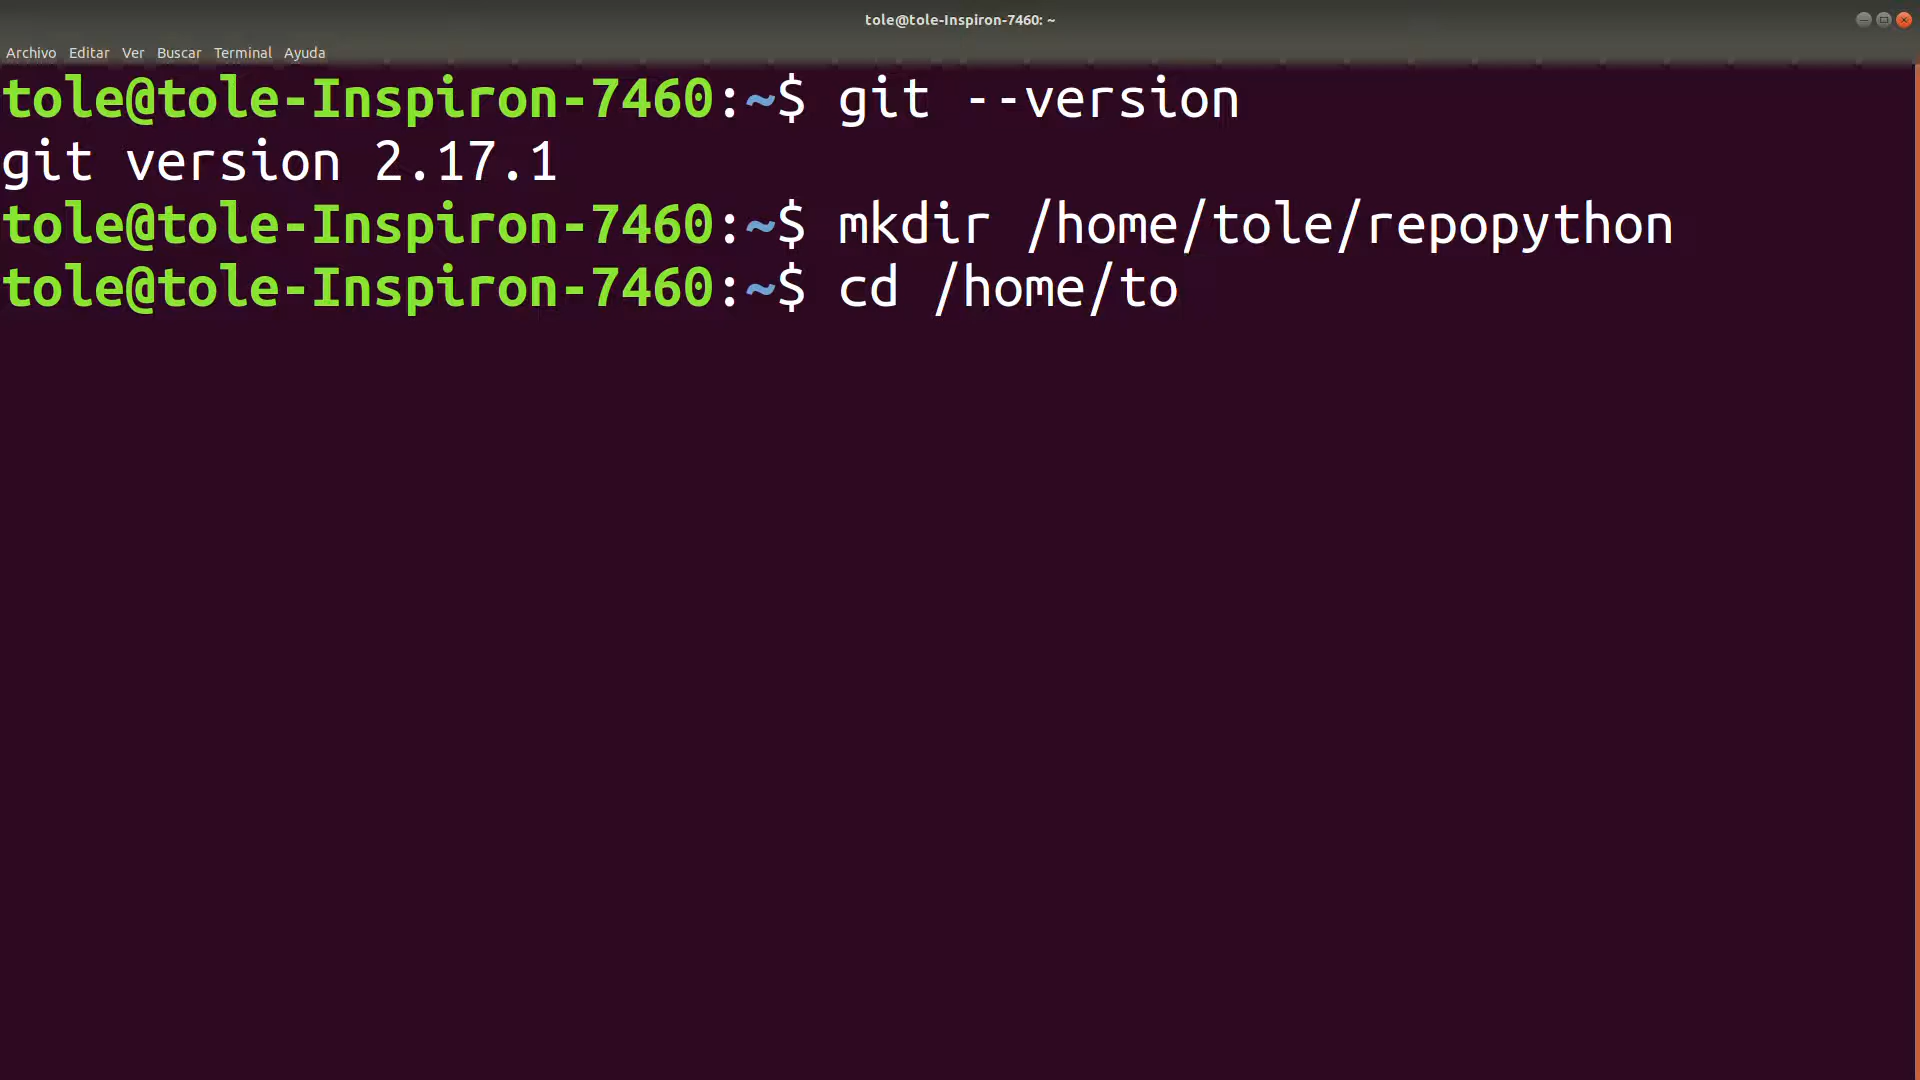 tole@tole-Inspiron-7460: ~
Archivo Editar Ver Buscar Terminal Ayuda
tole@tole-Inspiron-7460:~$ git --version
git version 2.17.1
tole@tole-Inspiron-7460:~$ mkdir /home/tole/repopython
tole@tole-Inspiron-7460:~$ cd /home/to